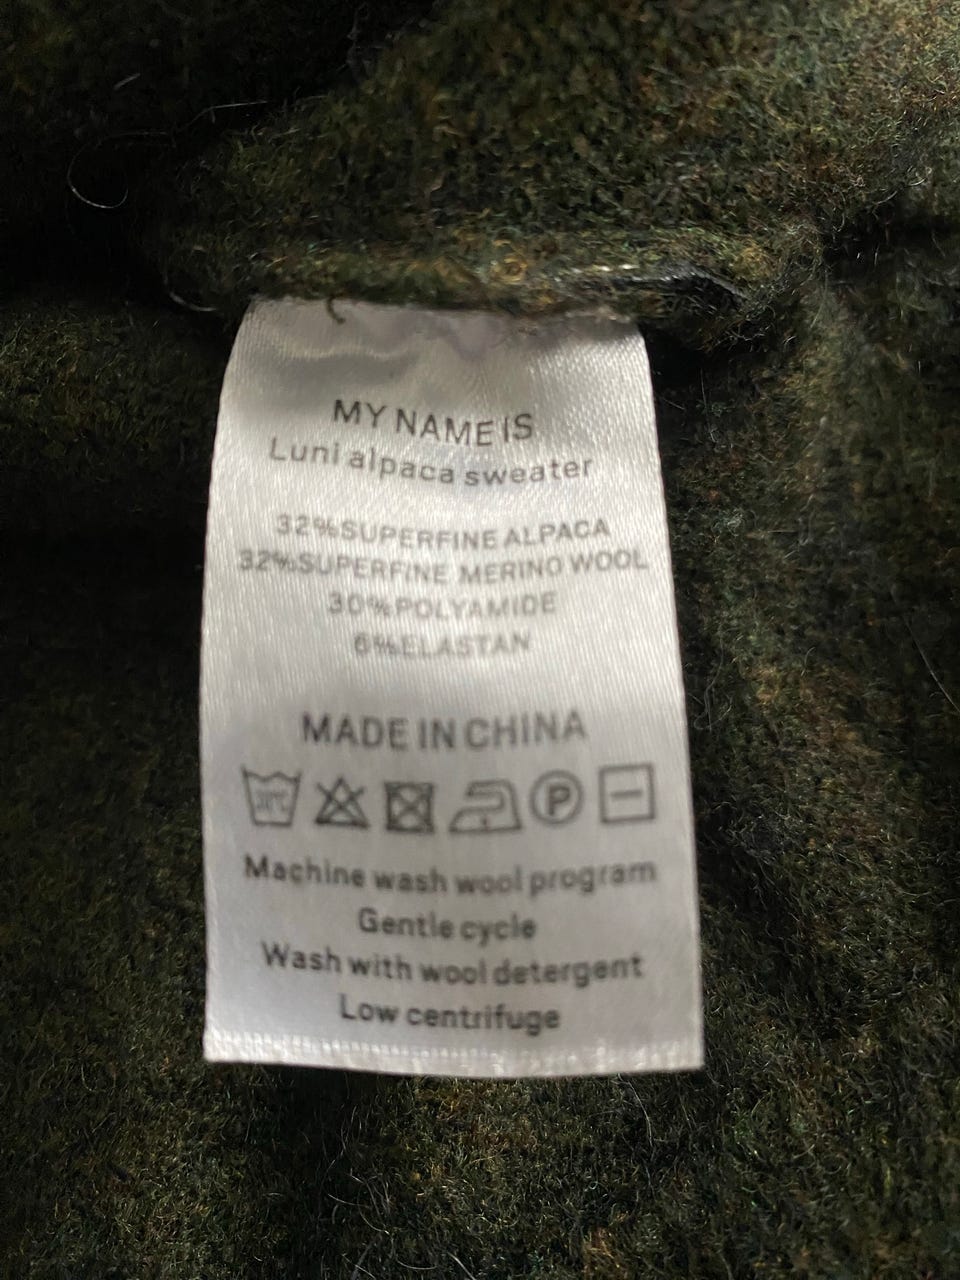 MY NAME IS
Luni alpaca sweater
32%SUPERFINE ALPACA
32%SUPERFINE MERINO WOOL
30%POLYAMIDE
6%ELASTAN
MADE IN CHINA
30°C P
Machine wash wool program
Gentle cycle
Wash with wool detergent
Low centrifuge